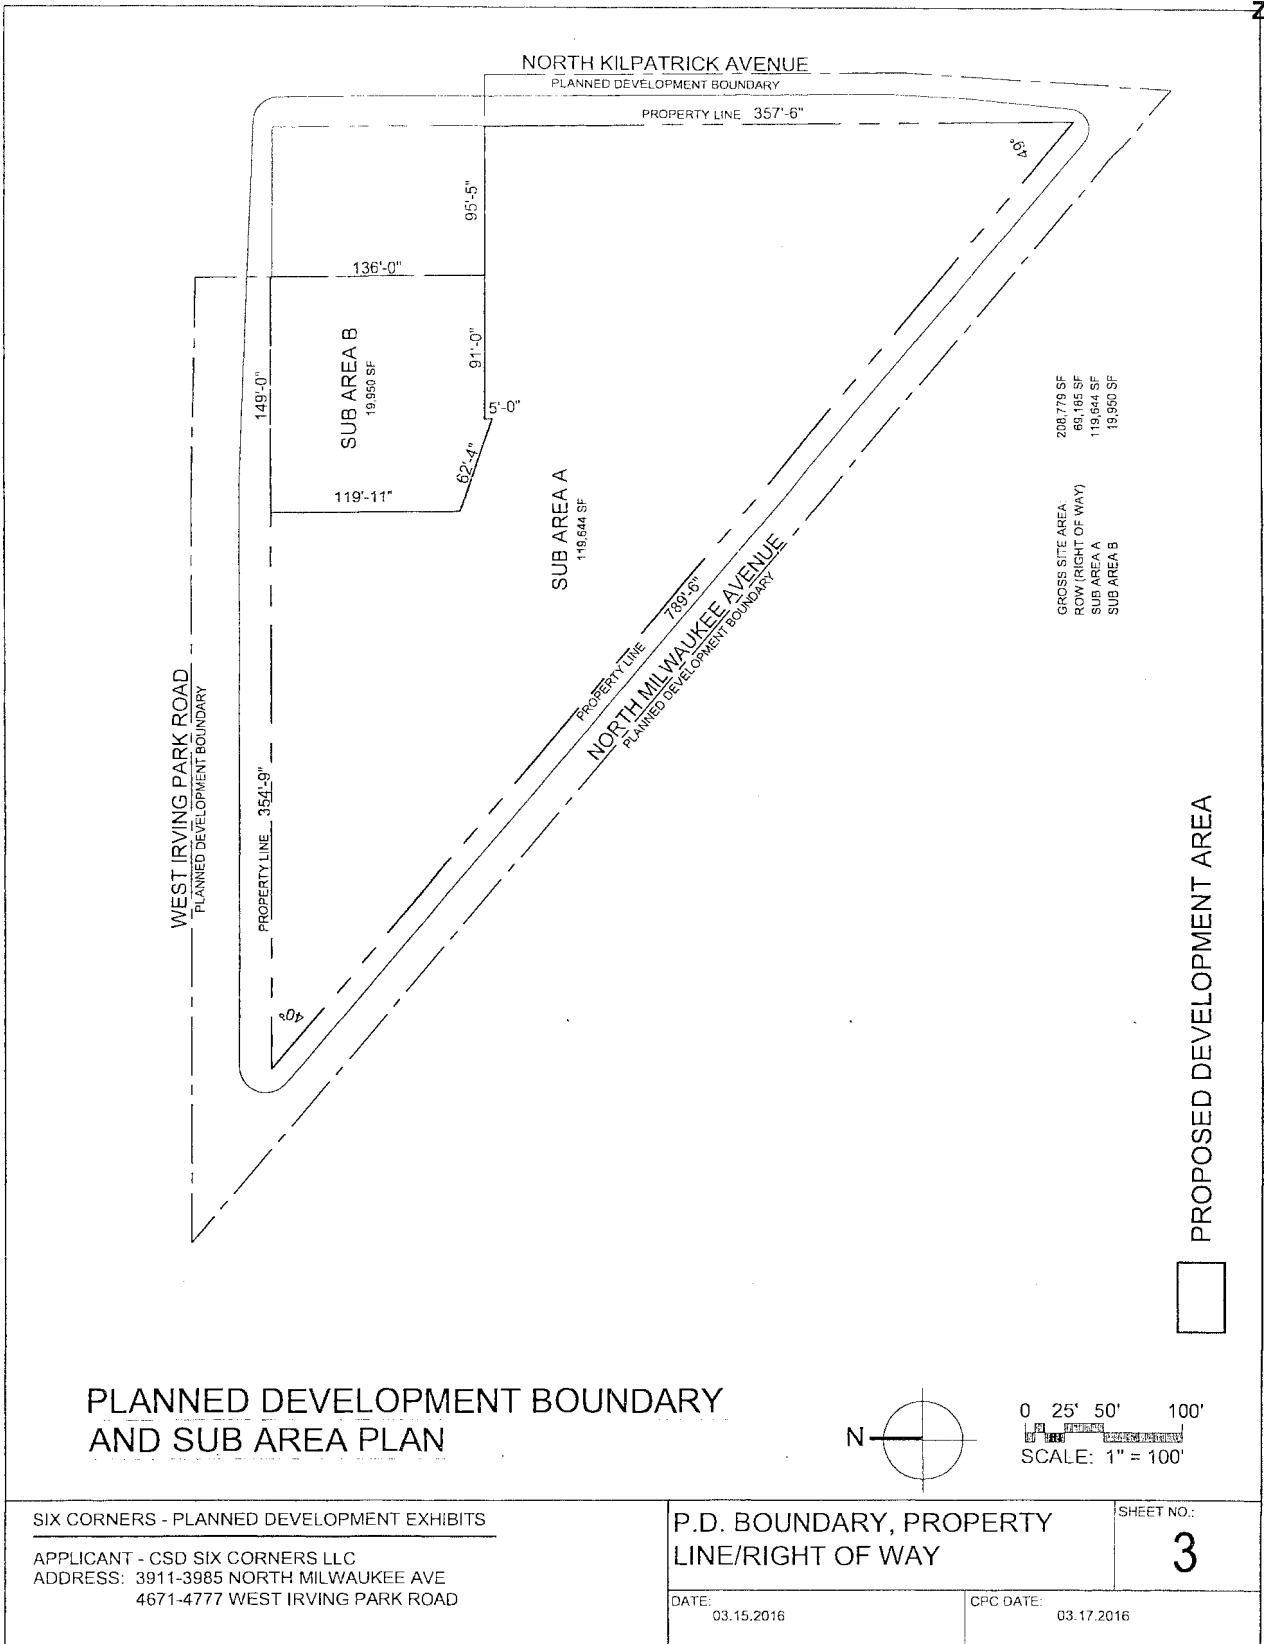 Z
NORTH KILPATRICK AVENUE
PLANNED DEVELOPMENT BOUNDARY
PROPERTY LINE 357'-6"
49°
95'-5"
136'-0"
SUB AREA B
19,950 SF
149'-0"
91'-0"
5'-0"
62'-4"
119'-11"
SUB AREA A
119,644 SF
GROSS SITE AREA: 208,779 SF
ROW (RIGHT OF WAY) 69,185 SF
SUB AREA A 119,644 SF
SUB AREA B 19,950 SF
PROPERTY LINE 789'-6"
NORTH MILWAUKEE AVENUE
PLANNED DEVELOPMENT BOUNDARY
WEST IRVING PARK ROAD
PLANNED DEVELOPMENT BOUNDARY
PROPERTY LINE 354'-9"
40°
PROPOSED DEVELOPMENT AREA
PLANNED DEVELOPMENT BOUNDARY
AND SUB AREA PLAN
N
0 25' 50' 100'
SCALE: 1" = 100'
SIX CORNERS - PLANNED DEVELOPMENT EXHIBITS
APPLICANT - CSD SIX CORNERS LLC
ADDRESS: 3911-3985 NORTH MILWAUKEE AVE
4671-4777 WEST IRVING PARK ROAD
P.D. BOUNDARY, PROPERTY
LINE/RIGHT OF WAY
SHEET NO.:
3
DATE:
03.15.2016
CPC DATE:
03.17.2016